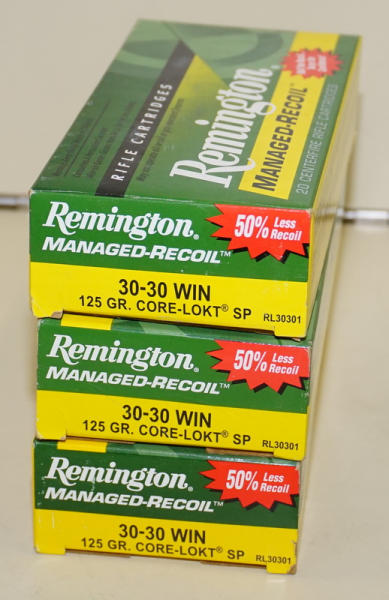 RIFLE CARTRIDGES
Remington®
MANAGED-RECOIL™
20 CENTERFIRE RIFLE CARTRIDGES
Remington®
MANAGED-RECOIL™
50% Less
Recoil
30-30 WIN
125 GR. CORE-LOKT® SP
RL30301
Remington®
MANAGED-RECOIL™
50% Less
Recoil
30-30 WIN
125 GR. CORE-LOKT® SP
RL30301
Remington®
MANAGED-RECOIL™
50% Less
Recoil
30-30 WIN
125 GR. CORE-LOKT® SP
RL30301